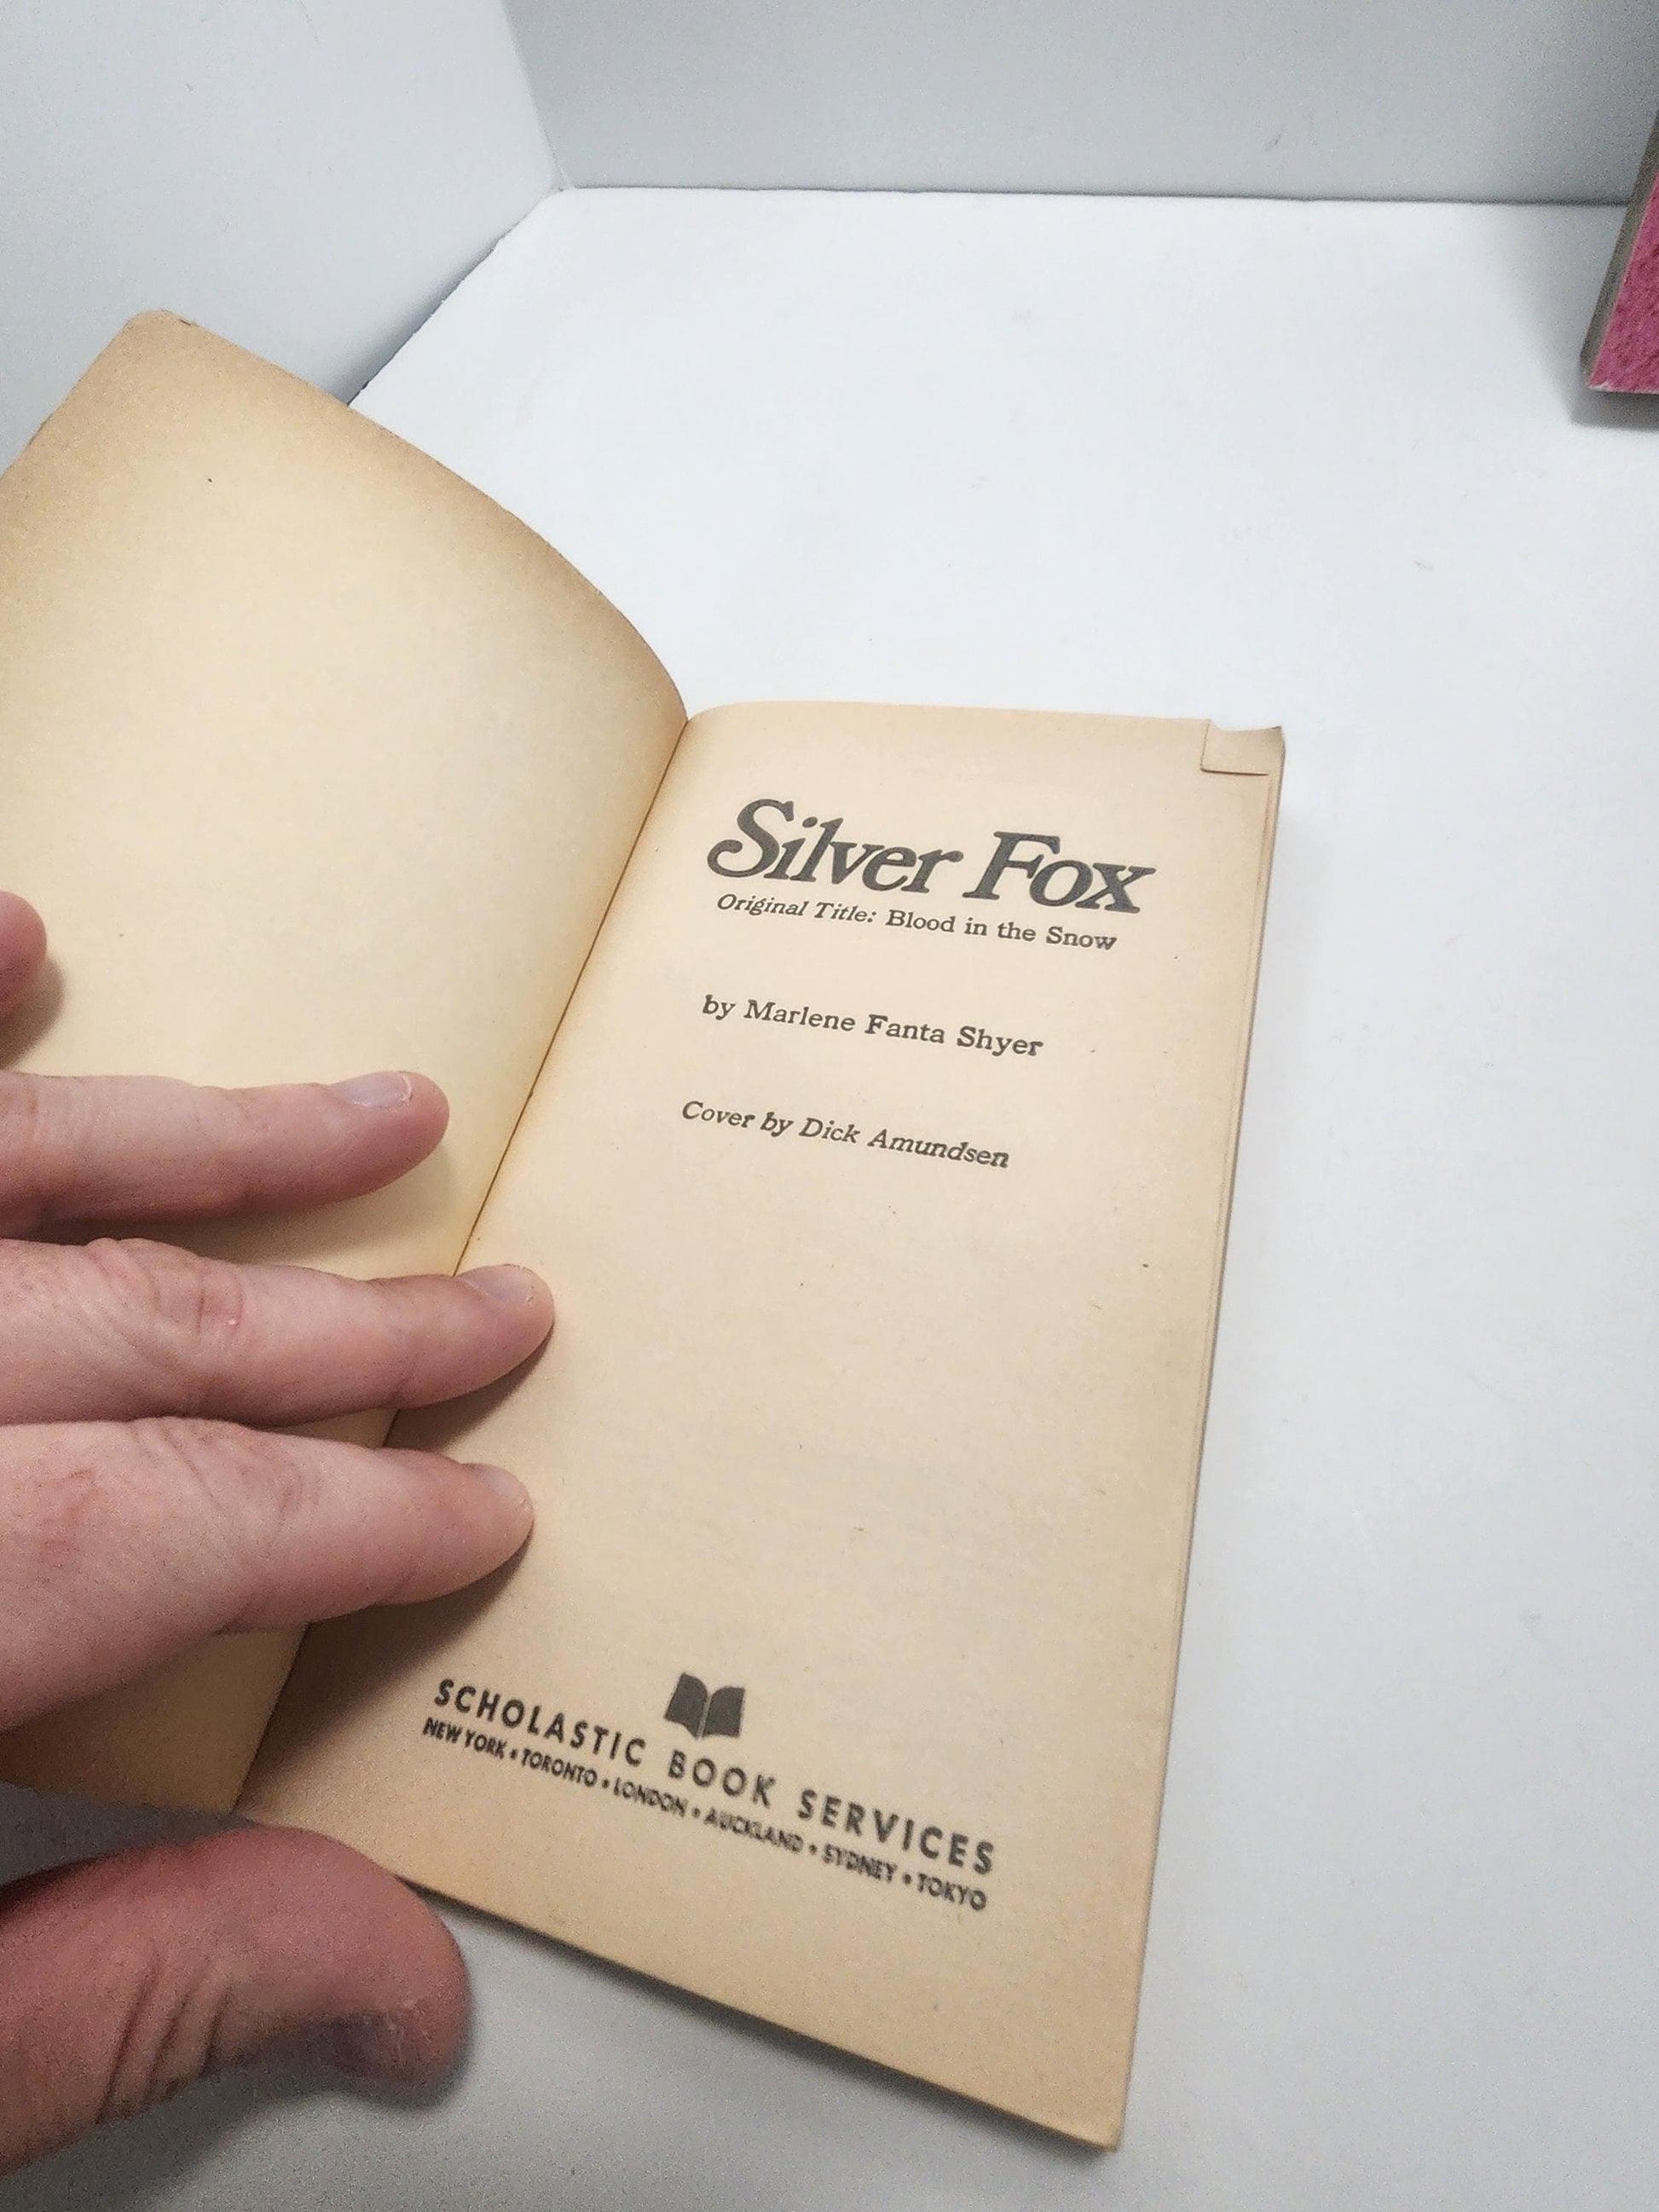 Silver Fox
Original Title: Blood in the Snow
by Marlene Fanta Shyer
Cover by Dick Amundsen
SCHOLASTIC BOOK SERVICES
NEW YORK • TORONTO • LONDON • AUCKLAND • SYDNEY • TOKYO